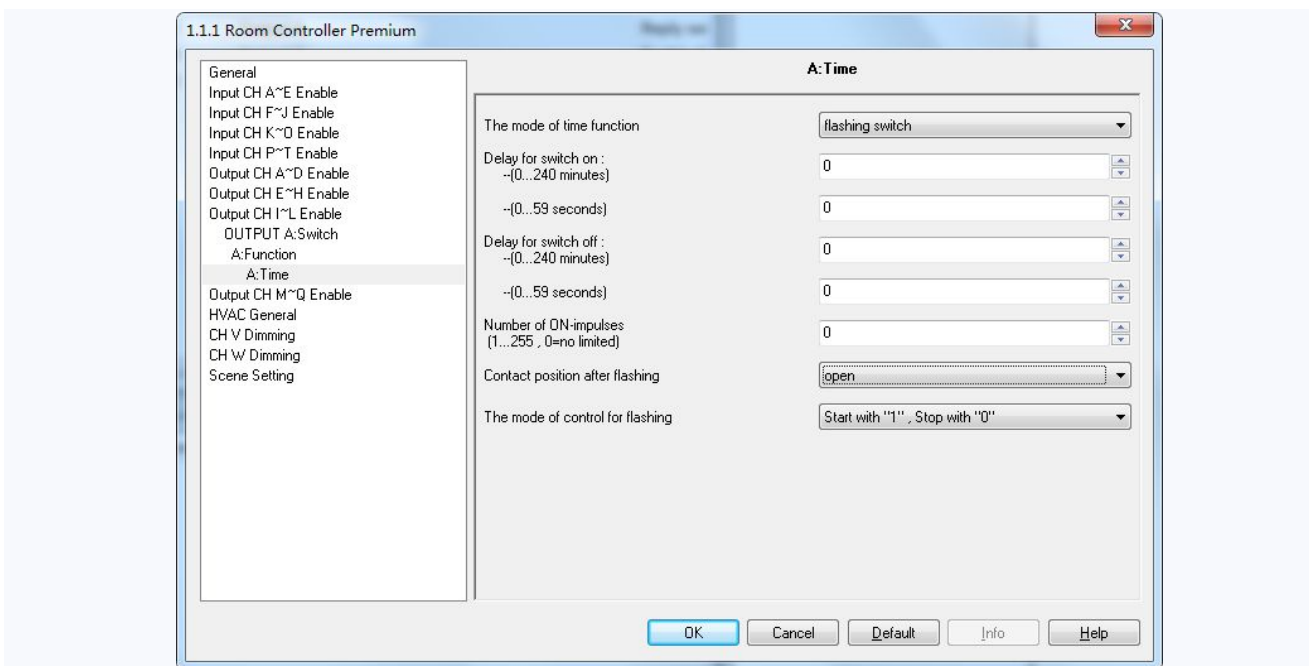 1.1.1 Room Controller Premium
General
Input CH A~E Enable
Input CH F~J Enable
Input CH K~O Enable
Input CH P~T Enable
Output CH A~D Enable
Output CH E~H Enable
Output CH I~L Enable
OUTPUT A:Switch
A:Function
A:Time
Output CH M~Q Enable
HVAC General
CH V Dimming
CH W Dimming
Scene Setting
A:Time
The mode of time function
flashing switch
Delay for switch on :
--(0...240 minutes)
0
--(0...59 seconds)
0
Delay for switch off :
--(0...240 minutes)
0
--(0...59 seconds)
0
Number of ON-impulses
(1...255 , 0=no limited)
0
Contact position after flashing
open
The mode of control for flashing
Start with "1" , Stop with "0"
OK
Cancel
Default
Info
Help